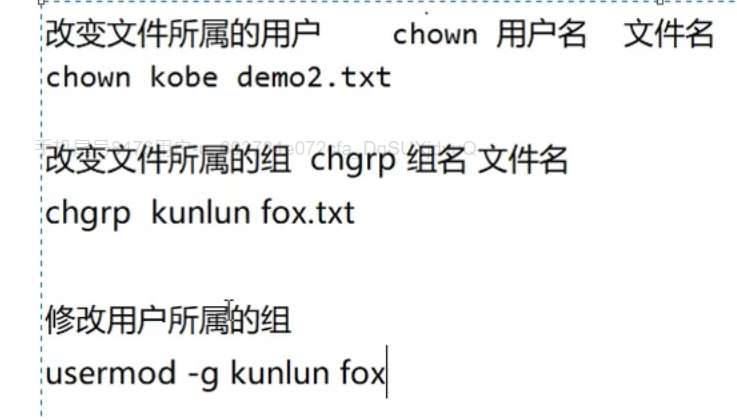 改变文件所属的用户 chown 用户名 文件名
chown kobe demo2.txt
改变文件所属的组 chgrp 组名 文件名
chgrp kunlun fox.txt
修改用户所属的组
usermod -g kunlun fox